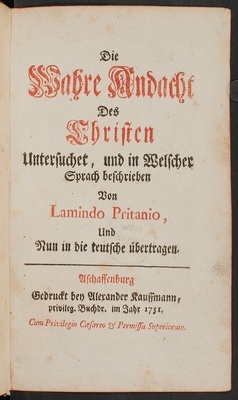 Die
Wahre Andacht
Des
Christen
Untersuchet, und in Welscher
Sprach beschrieben
Von
Lamindo Pritanio,
Und
Nun in die teutsche übertragen.
Aschaffenburg
Gedruckt bey Alexander Kauffmann,
privileg. Buchdr. im Jahr 1751.
Cum Privilegio Cæsareo & Permissu Superiorum.